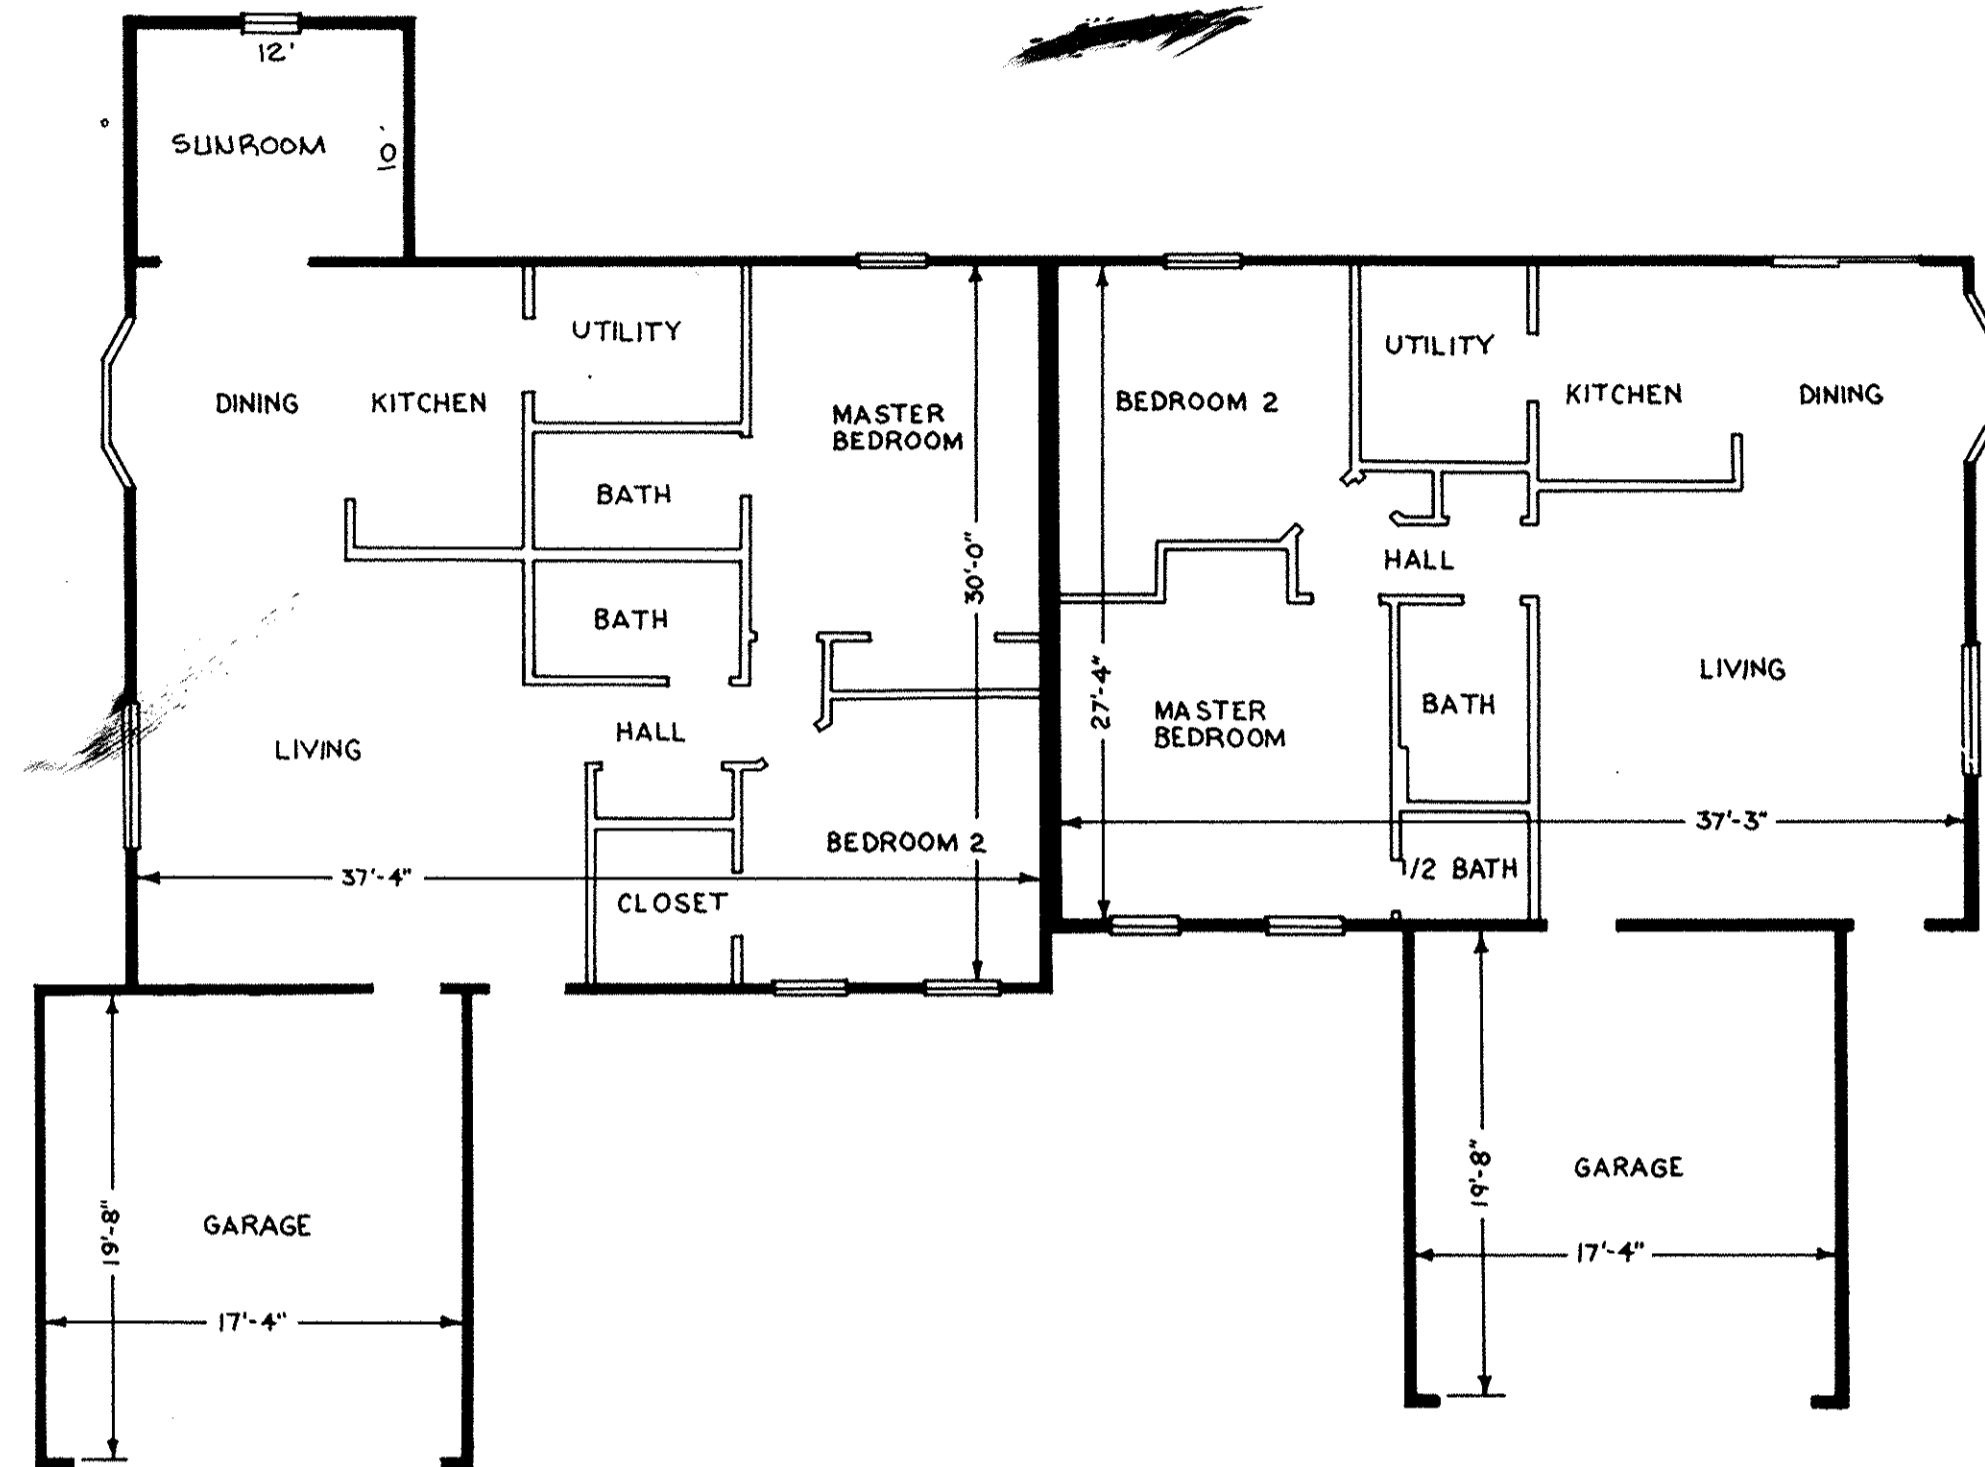 12'
SUNROOM
10'
UTILITY
DINING
KITCHEN
MASTER
BEDROOM
BATH
BATH
30'-0"
HALL
LIVING
BEDROOM 2
37'-4"
CLOSET
GARAGE
19'-8"
17'-4"
BEDROOM 2
UTILITY
KITCHEN
DINING
HALL
27'-4"
MASTER
BEDROOM
BATH
LIVING
37'-3"
1/2 BATH
GARAGE
19'-8"
17'-4"